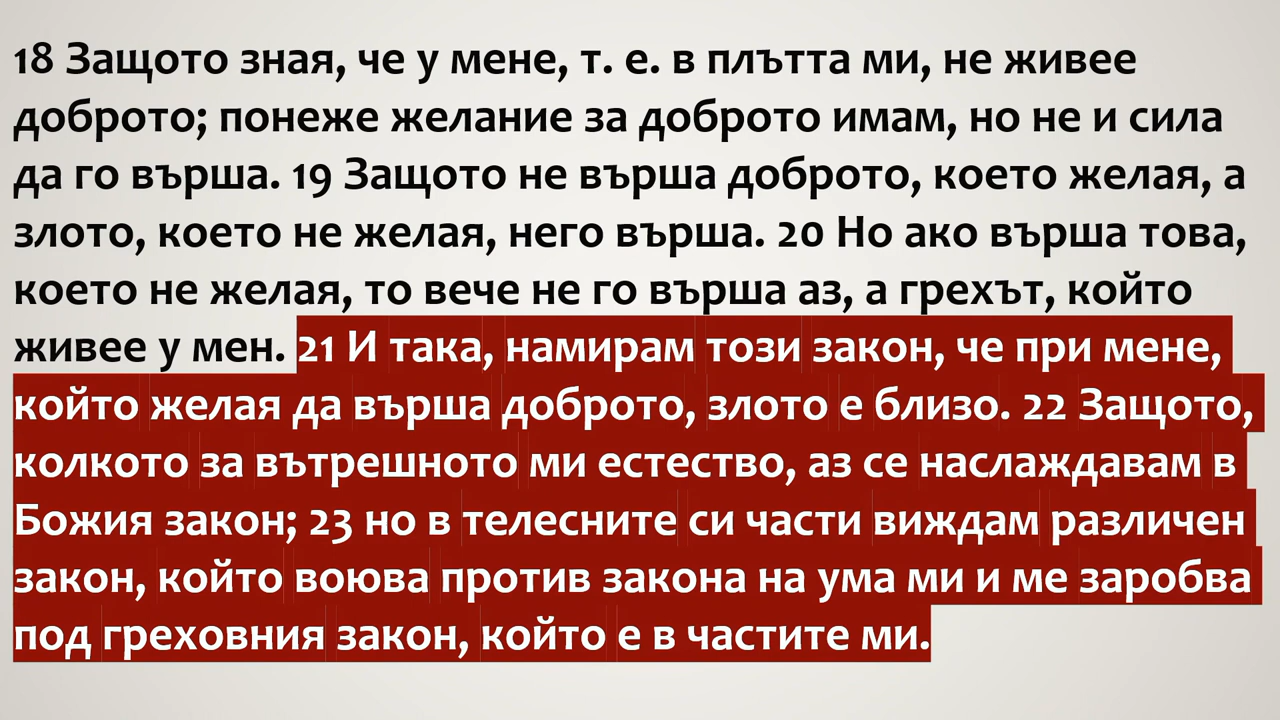 18 Защото зная, че у мене, т. е. в плътта ми, не живее
доброто; понеже желание за доброто имам, но не и сила
да го върша. 19 Защото не върша доброто, което желая, а
злото, което не желая, него върша. 20 Но ако върша това,
което не желая, то вече не го върша аз, а грехът, който
живее у мен. 21 И така, намирам този закон, че при мене,
който желая да върша доброто, злото е близо. 22 Защото,
колкото за вътрешното ми естество, аз се наслаждавам в
Божия закон; 23 но в телесните си части виждам различен
закон, който воюва против закона на ума ми и ме заробва
под греховния закон, който е в частите ми.